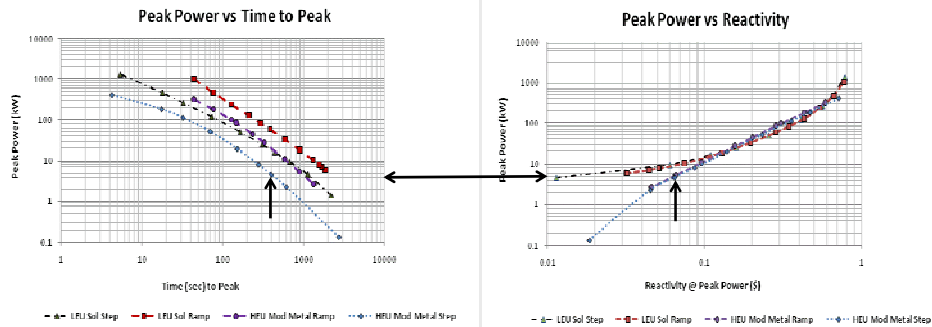 Peak Power vs Time to Peak
10000
1000
100
10
1
0.1
Peak Power (kW)
1 10 100 1000 10000
Time (sec) to Peak
LEU Sol Step LEU Sol Ramp HEU Mod Metal Ramp HEU Mod Metal Step
Peak Power vs Reactivity
10000
1000
100
10
1
0.1
Peak Power (kW)
0.01 0.1 1
Reactivity @ Peak Power ($)
LEU Sol Step LEU Sol Ramp HEU Mod Metal Ramp HEU Mod Metal Step